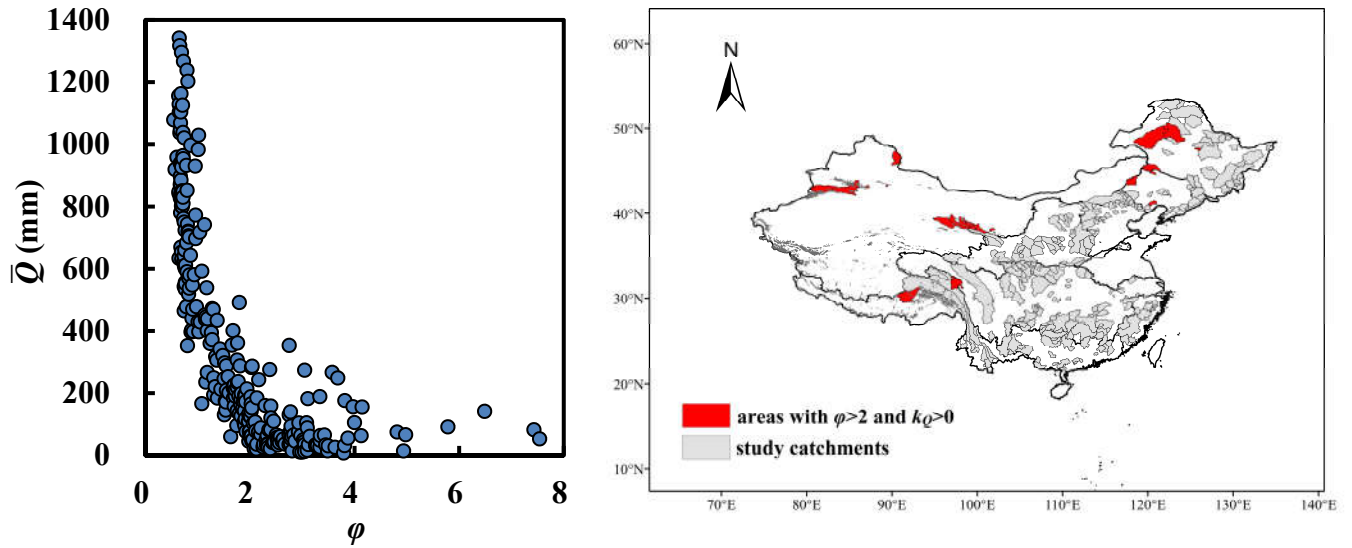 1400
1200
1000
800
600
400
200
0
Q̅ (mm)
0 2 4 6 8
φ
N
60°N
50°N
40°N
30°N
20°N
10°N
areas with φ>2 and kQ>0
study catchments
70°E 80°E 90°E 100°E 110°E 120°E 130°E 140°E